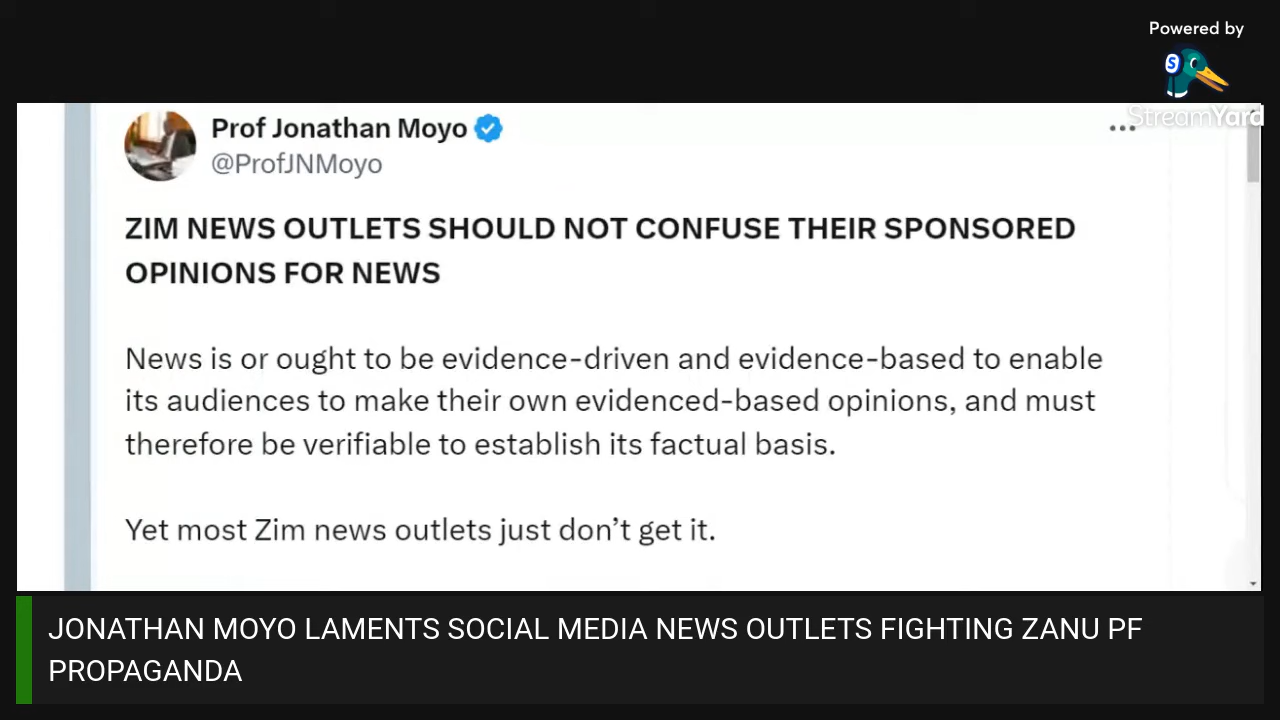 Powered by
S
StreamYard
Prof Jonathan Moyo
@ProfJNMoyo
ZIM NEWS OUTLETS SHOULD NOT CONFUSE THEIR SPONSORED
OPINIONS FOR NEWS
News is or ought to be evidence-driven and evidence-based to enable
its audiences to make their own evidenced-based opinions, and must
therefore be verifiable to establish its factual basis.
Yet most Zim news outlets just don’t get it.
JONATHAN MOYO LAMENTS SOCIAL MEDIA NEWS OUTLETS FIGHTING ZANU PF
PROPAGANDA